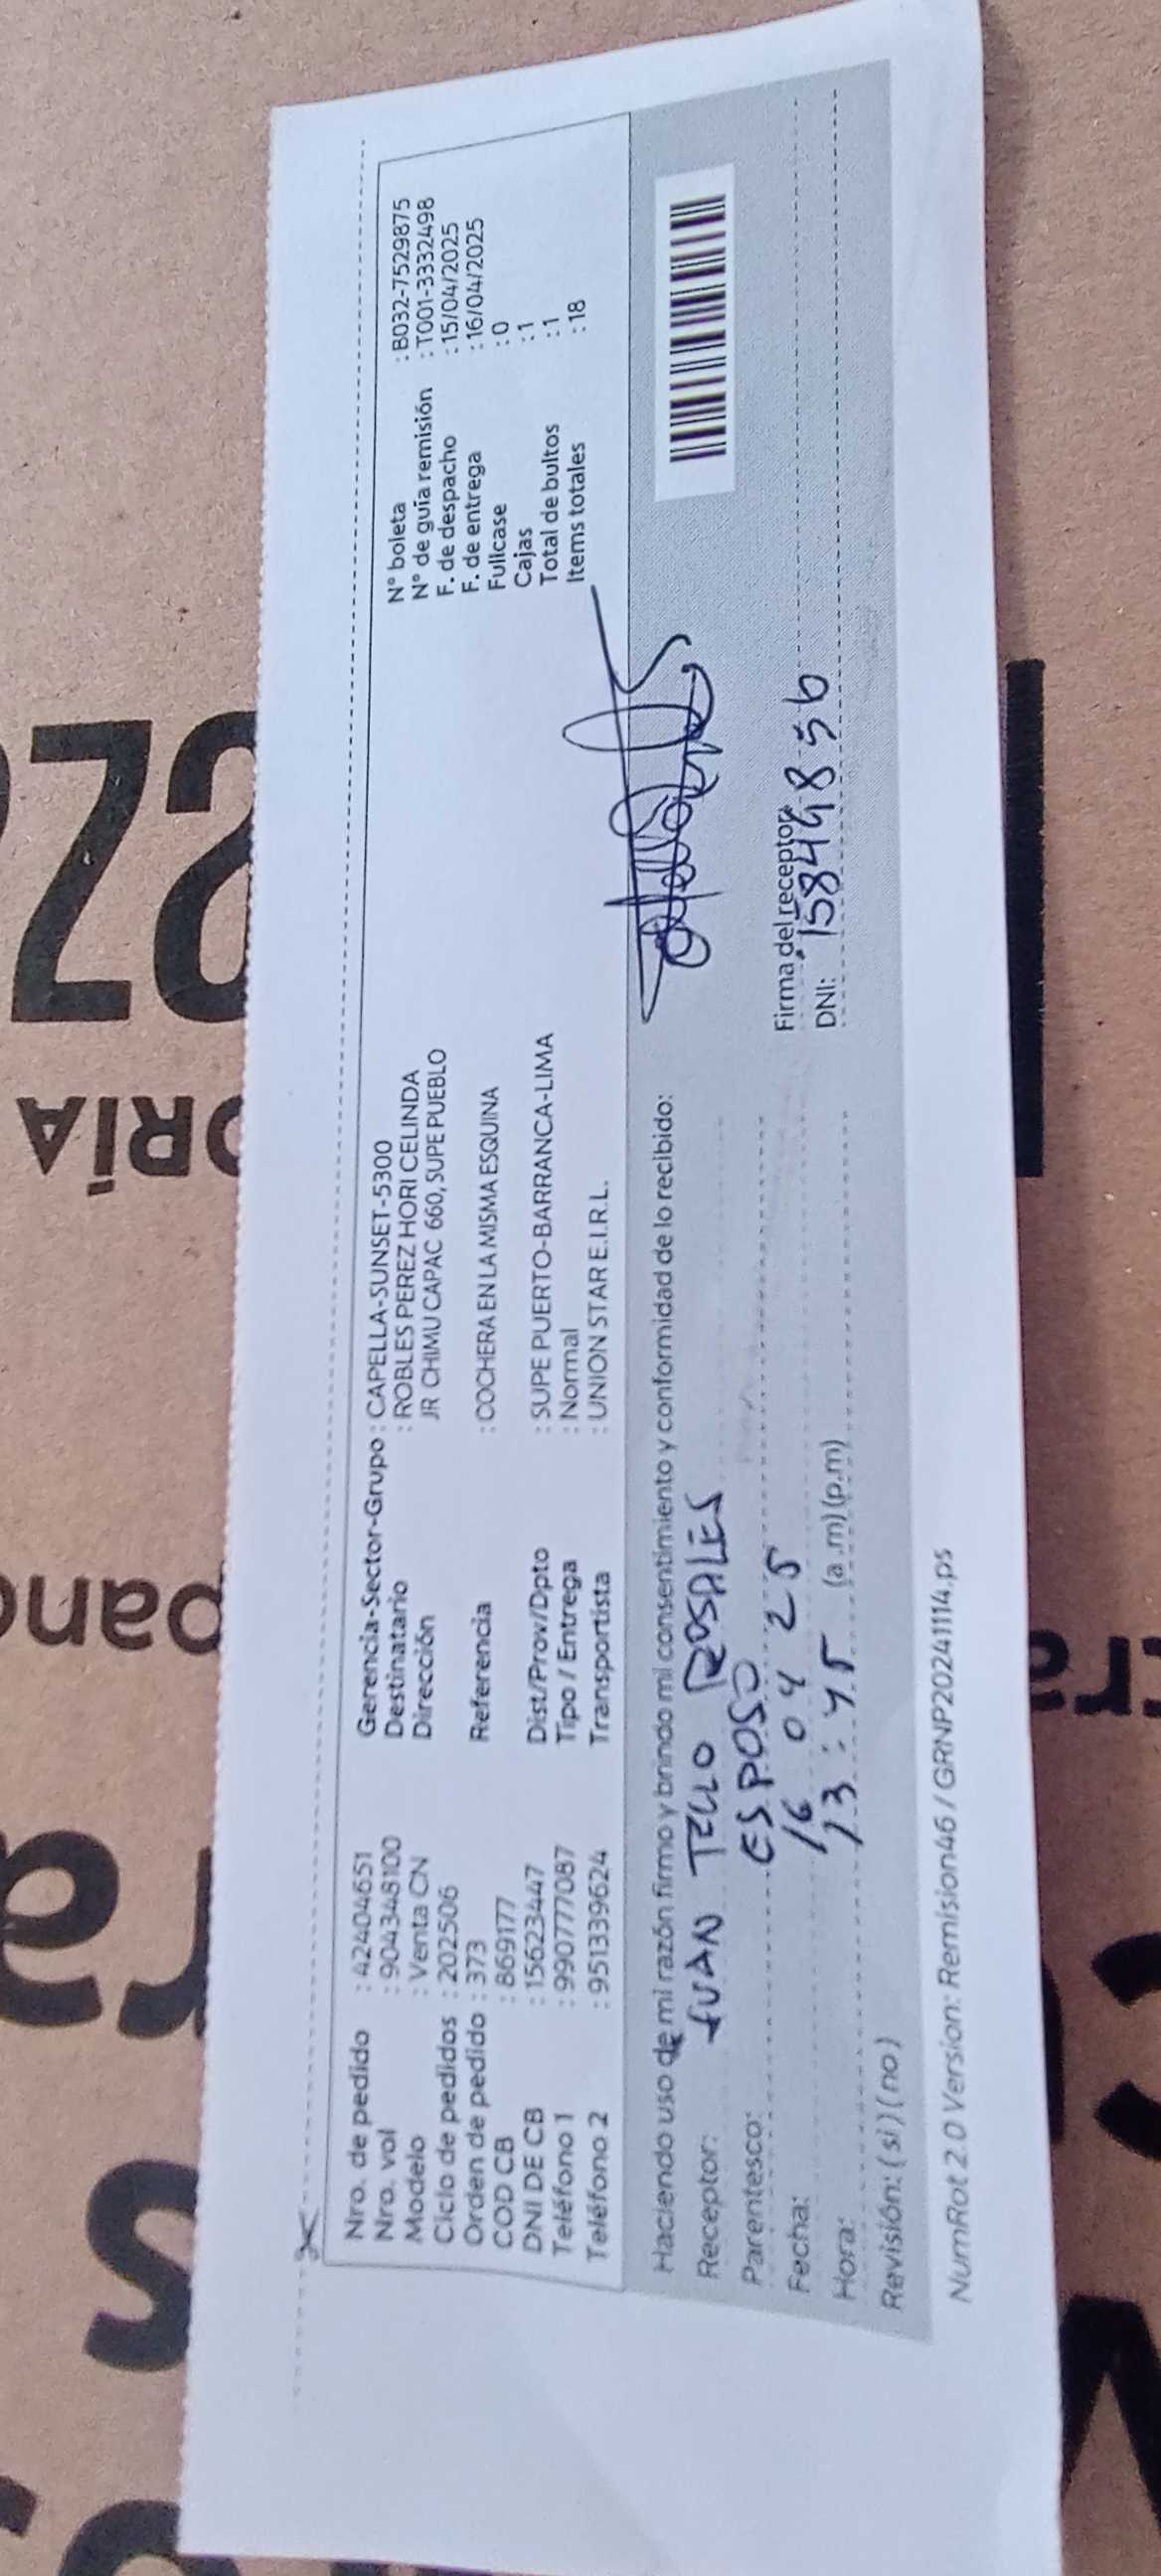 Nro. de pedido : 42404651
Nro. vol : 904348100
Modelo : Venta CN
Ciclo de pedidos : 202506
Orden de pedido : 373
COD CB : 869177
DNI DE CB : 15623447
Teléfono 1 : 990777087
Teléfono 2 : 951339624
Gerencia-Sector-Grupo : CAPELLA-SUNSET-5300
Destinatario : ROBLES PEREZ HORI CELINDA
Dirección JR CHIMU CAPAC 660, SUPE PUEBLO
Referencia : COCHERA EN LA MISMA ESQUINA
Dist/Prov/Dpto : SUPE PUERTO-BARRANCA-LIMA
Tipo / Entrega : Normal
Transportista : UNION STAR E.I.R.L.
N° boleta : B032-7529875
N° de guía remisión : T001-3332498
F. de despacho : 15/04/2025
F. de entrega : 16/04/2025
Fullcase : 0
Cajas : 1
Total de bultos : 1
Items totales : 18
Haciendo uso de mi razón firmo y brindo mi consentimiento y conformidad de lo recibido:
Receptor: JUAN TELLO ROSALES
Parentesco: ESPOSO
Fecha: 16 04 25
Hora: 13:45 (a.m) (p.m)
Revisión: (si) (no)
Firma del receptor
DNI: 15844856
NumRot 2.0 Version: Remision46 / GRNP20241114.ps